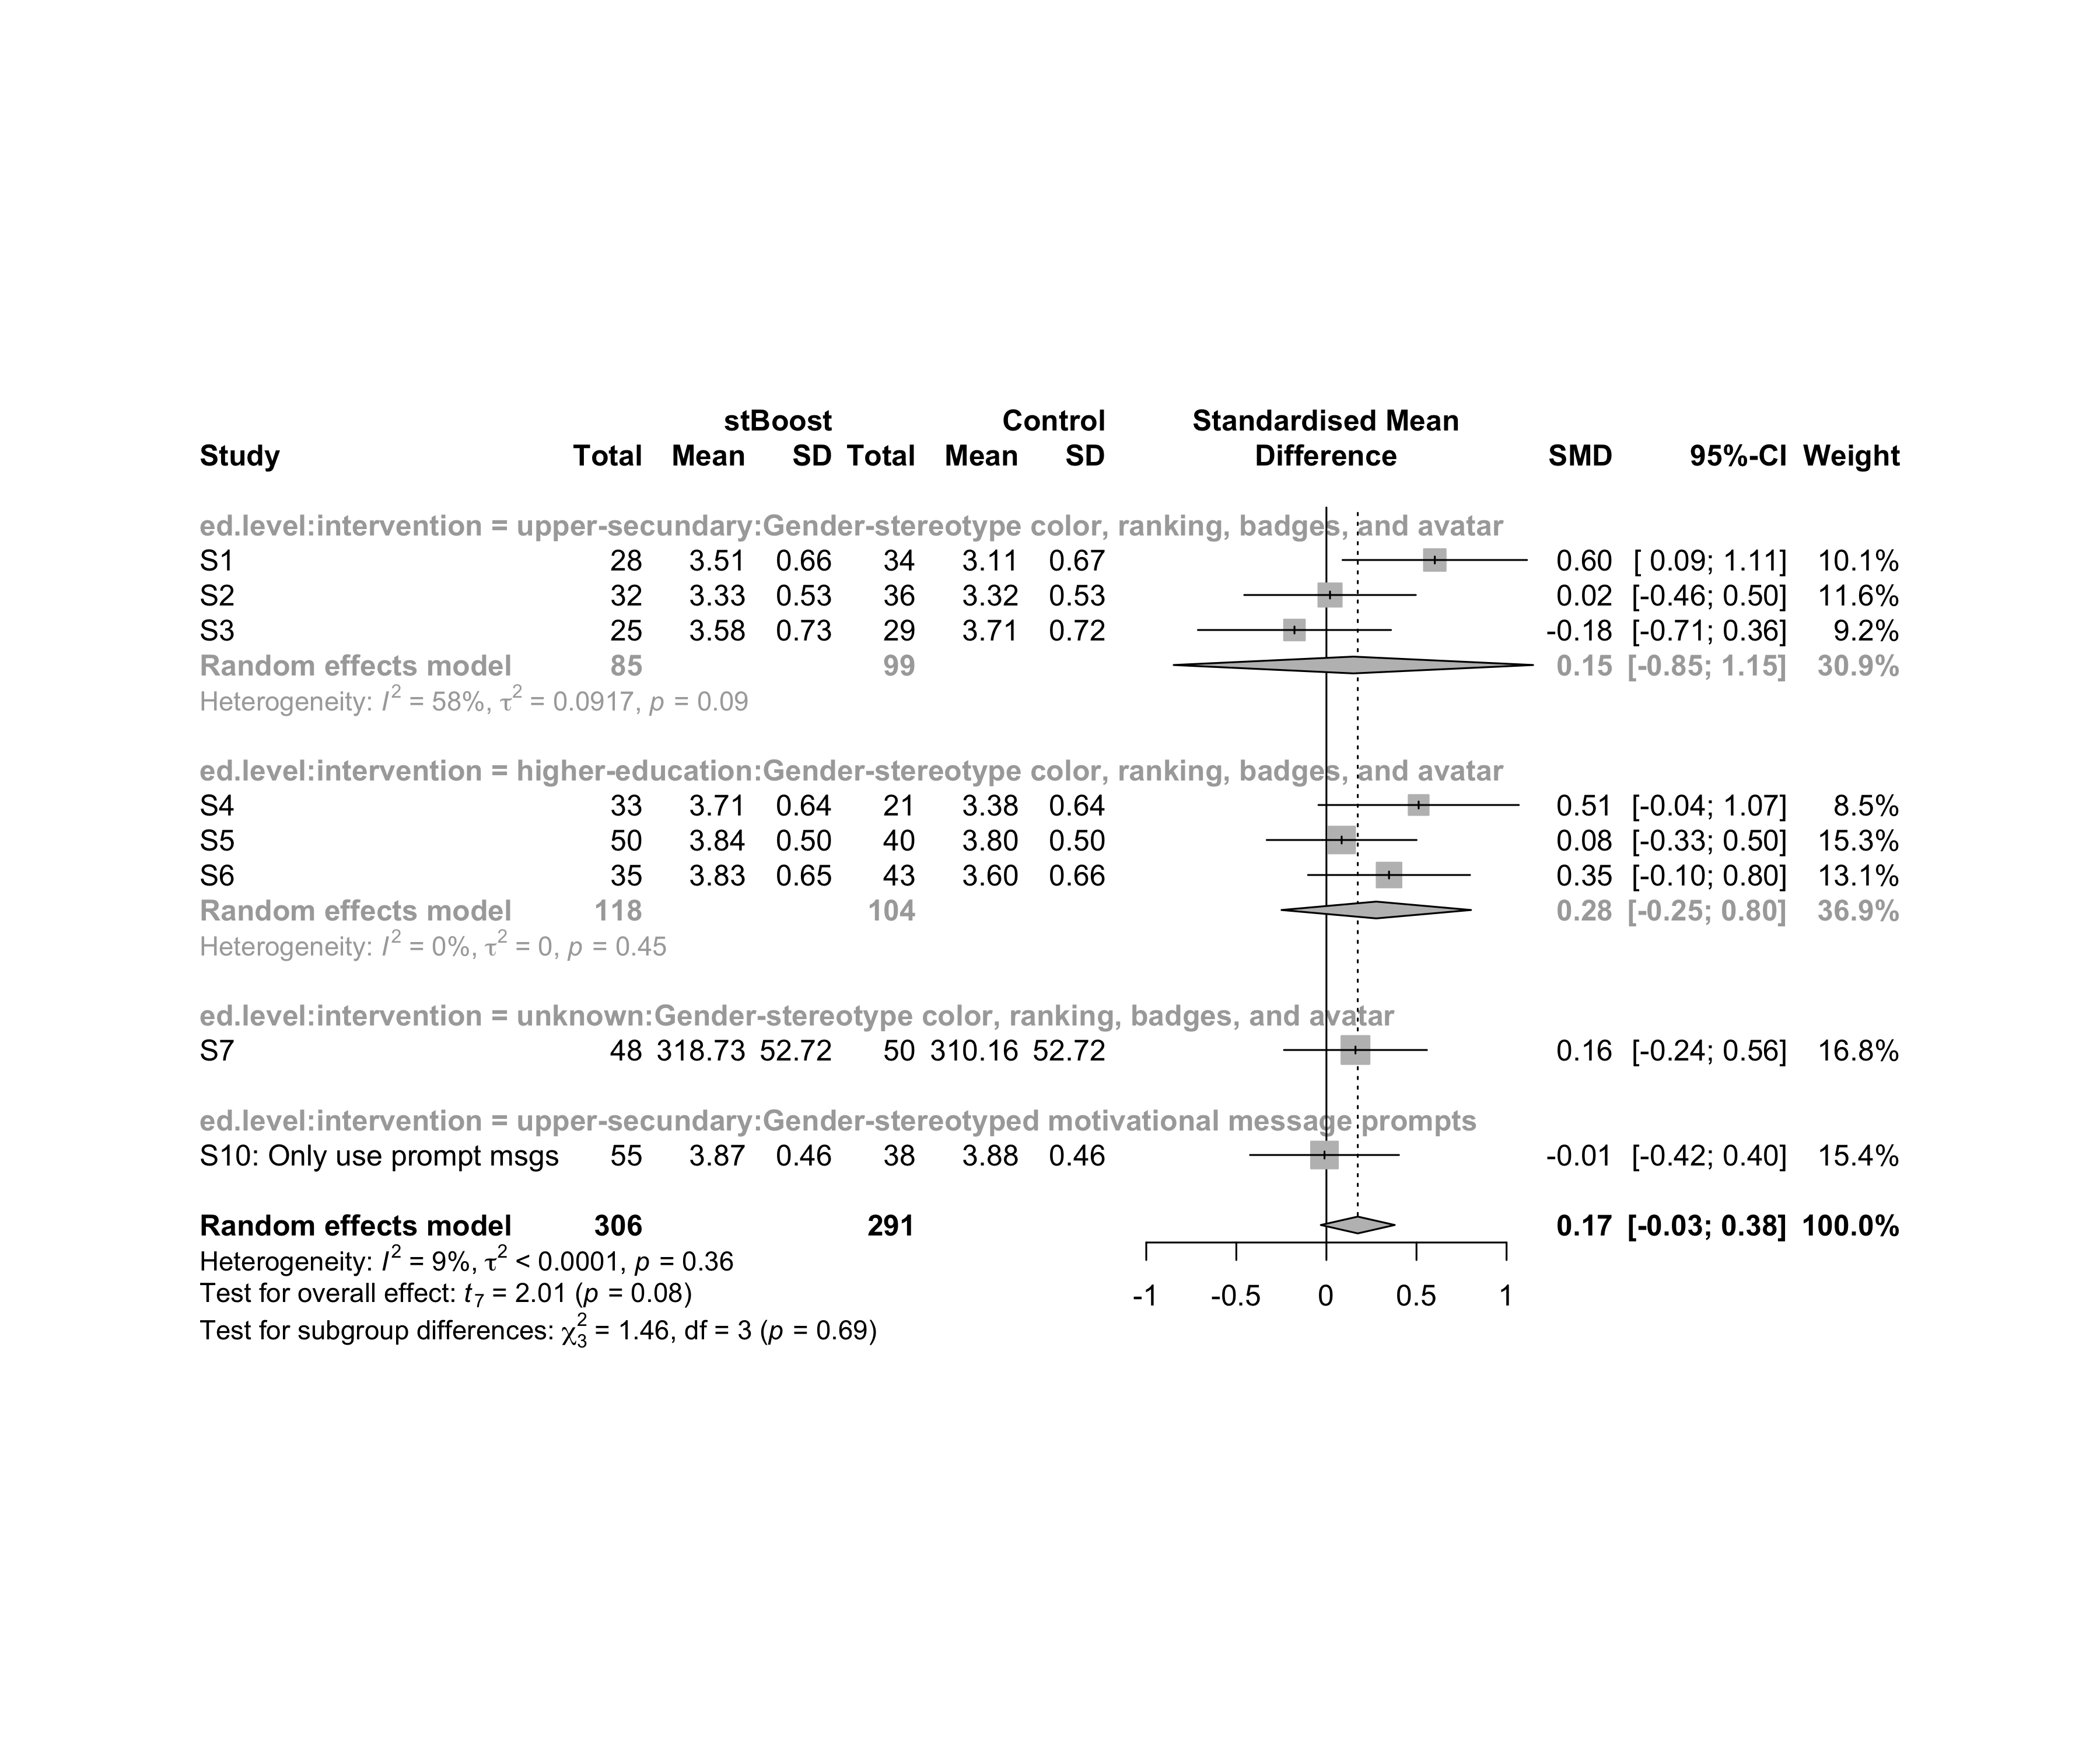 stBoost Control Standardised Mean
Study Total Mean SD Total Mean SD Difference SMD 95%-CI Weight
ed.level:intervention = upper-secundary:Gender-stereotype color, ranking, badges, and avatar
S1 28 3.51 0.66 34 3.11 0.67 0.60 [ 0.09; 1.11] 10.1%
S2 32 3.33 0.53 36 3.32 0.53 0.02 [-0.46; 0.50] 11.6%
S3 25 3.58 0.73 29 3.71 0.72 -0.18 [-0.71; 0.36] 9.2%
Random effects model 85 99 0.15 [-0.85; 1.15] 30.9%
Heterogeneity: I² = 58%, τ² = 0.0917, p = 0.09
ed.level:intervention = higher-education:Gender-stereotype color, ranking, badges, and avatar
S4 33 3.71 0.64 21 3.38 0.64 0.51 [-0.04; 1.07] 8.5%
S5 50 3.84 0.50 40 3.80 0.50 0.08 [-0.33; 0.50] 15.3%
S6 35 3.83 0.65 43 3.60 0.66 0.35 [-0.10; 0.80] 13.1%
Random effects model 118 104 0.28 [-0.25; 0.80] 36.9%
Heterogeneity: I² = 0%, τ² = 0, p = 0.45
ed.level:intervention = unknown:Gender-stereotype color, ranking, badges, and avatar
S7 48 318.73 52.72 50 310.16 52.72 0.16 [-0.24; 0.56] 16.8%
ed.level:intervention = upper-secundary:Gender-stereotyped motivational message prompts
S10: Only use prompt msgs 55 3.87 0.46 38 3.88 0.46 -0.01 [-0.42; 0.40] 15.4%
Random effects model 306 291 0.17 [-0.03; 0.38] 100.0%
Heterogeneity: I² = 9%, τ² < 0.0001, p = 0.36
Test for overall effect: t₇ = 2.01 (p = 0.08)
-1 -0.5 0 0.5 1
Test for subgroup differences: χ²₃ = 1.46, df = 3 (p = 0.69)